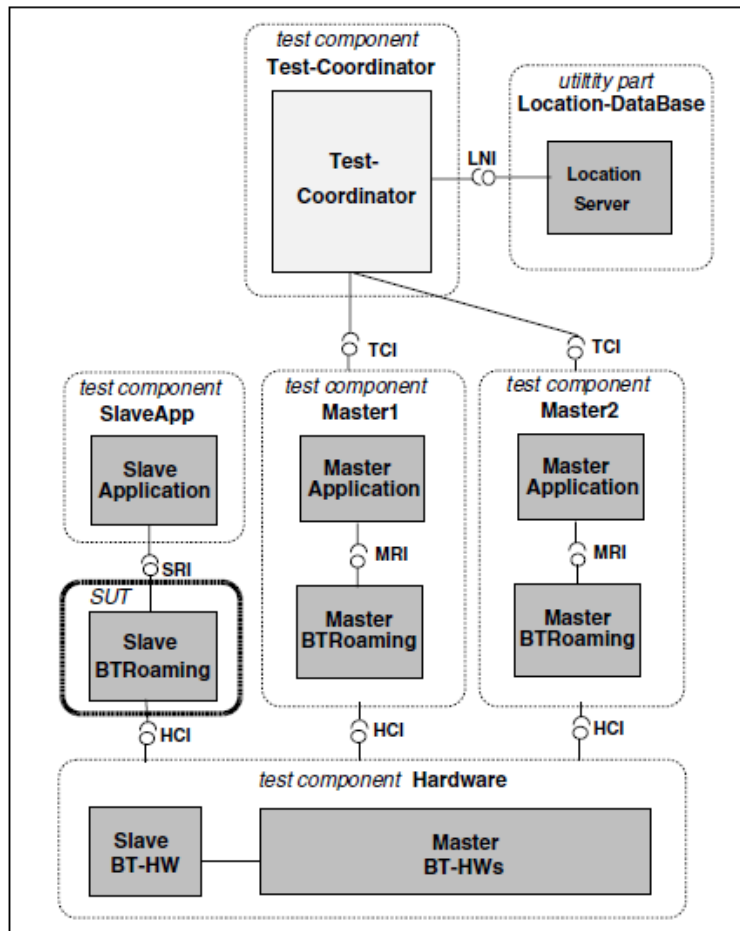 test component
Test-Coordinator
utiltity part
Location-DataBase
Test-
Coordinator
LNI
Location
Server
TCI
TCI
test component
SlaveApp
test component
Master1
test component
Master2
Slave
Application
Master
Application
Master
Application
SRI
MRI
MRI
SUT
Slave
BTRoaming
Master
BTRoaming
Master
BTRoaming
HCI
HCI
HCI
test component Hardware
Slave
BT-HW
Master
BT-HWs